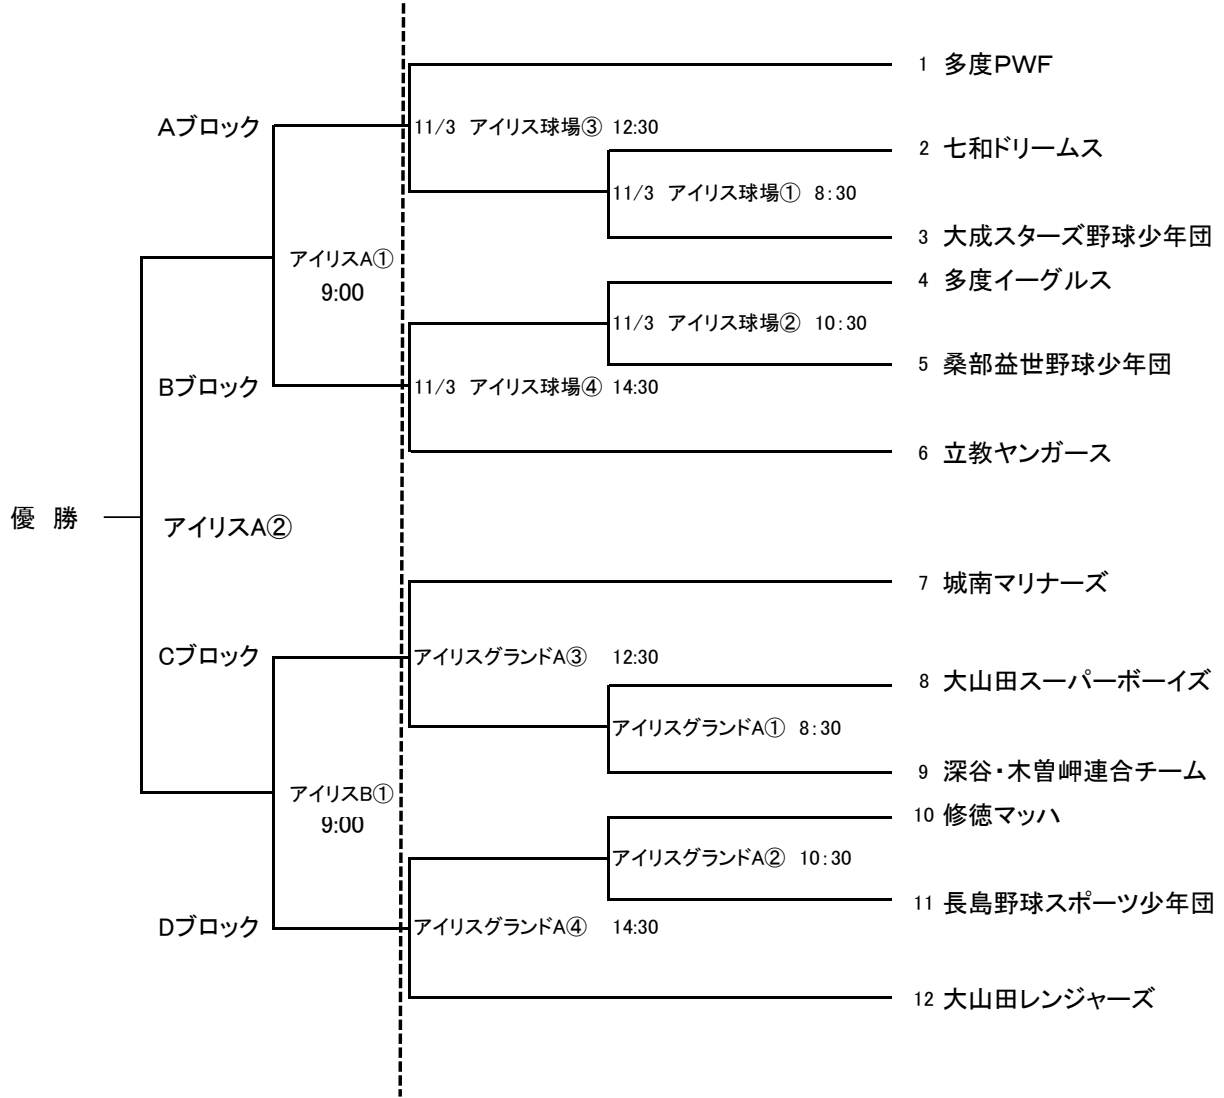 1 多度PWF
Aブロック
11/3 アイリス球場③ 12:30
2 七和ドリームス
11/3 アイリス球場① 8:30
3 大成スターズ野球少年団
アイリスA①
9:00
4 多度イーグルス
11/3 アイリス球場② 10:30
5 桑部益世野球少年団
Bブロック
11/3 アイリス球場④ 14:30
6 立教ヤンガース
優 勝
アイリスA②
7 城南マリナーズ
Cブロック
アイリスグランドA③ 12:30
8 大山田スーパーボーイズ
アイリスグランドA① 8:30
9 深谷・木曽岬連合チーム
アイリスB①
9:00
10 修徳マッハ
アイリスグランドA② 10:30
11 長島野球スポーツ少年団
Dブロック
アイリスグランドA④ 14:30
12 大山田レンジャーズ